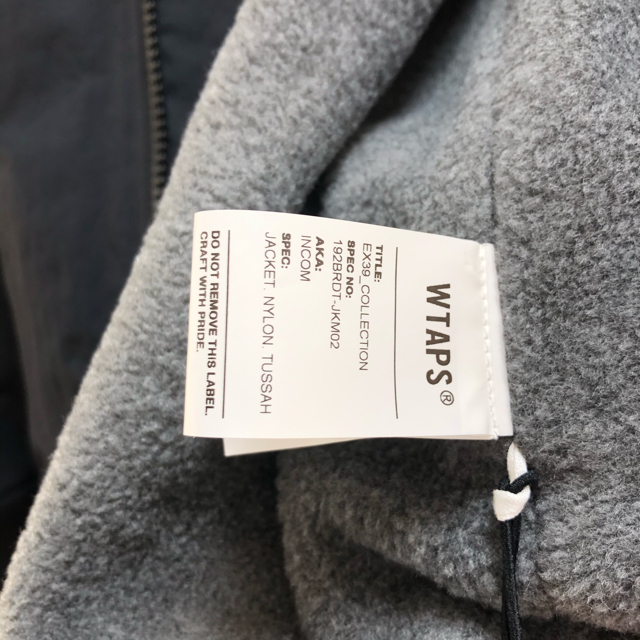 WTAPS®
TITLE:
EX39_COLLECTION
SPEC NO:
192BRDT-JKM02
AKA:
INCOM
SPEC:
JACKET. NYLON. TUSSAH
DO NOT REMOVE THIS LABEL.
CRAFT WITH PRIDE.